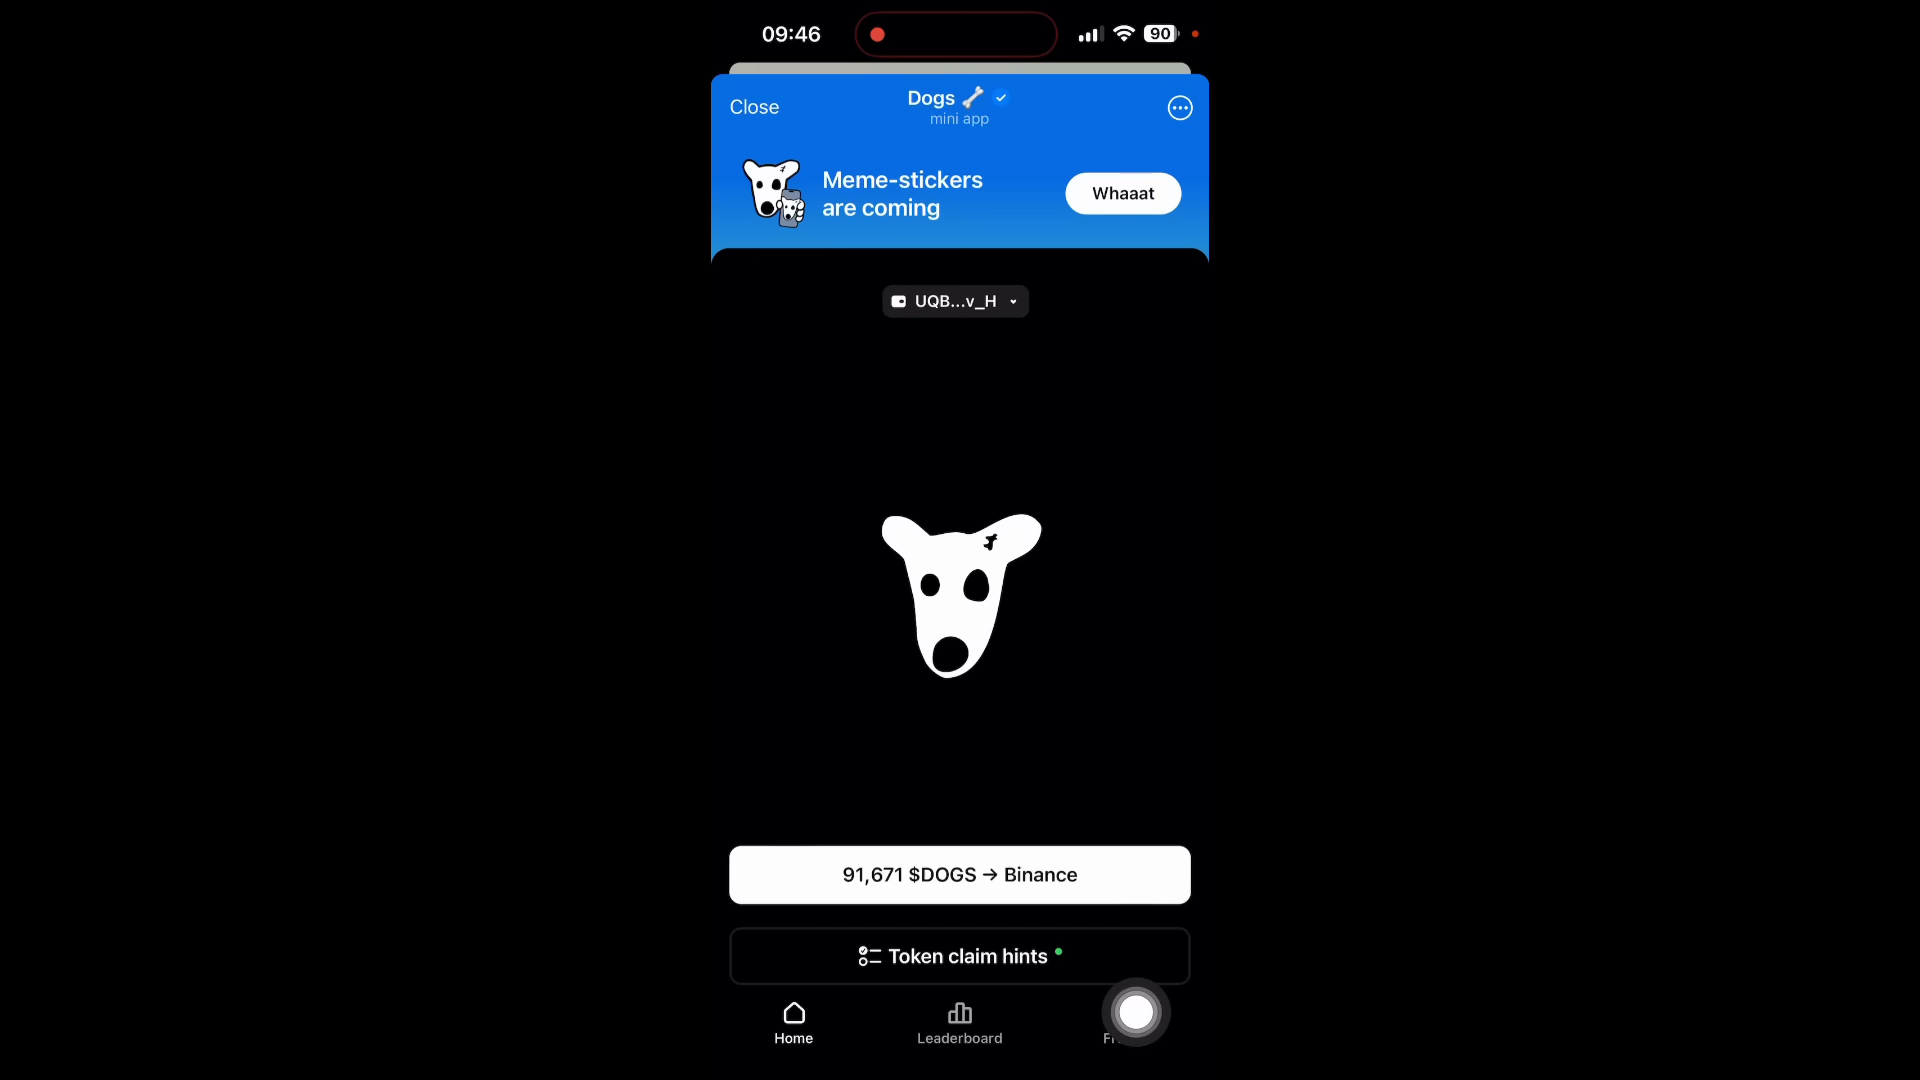 09:46
90
Close
Dogs
mini app
Meme-stickers
are coming
Whaaat
UQB...v_H
91,671 $DOGS → Binance
Token claim hints
Home
Leaderboard